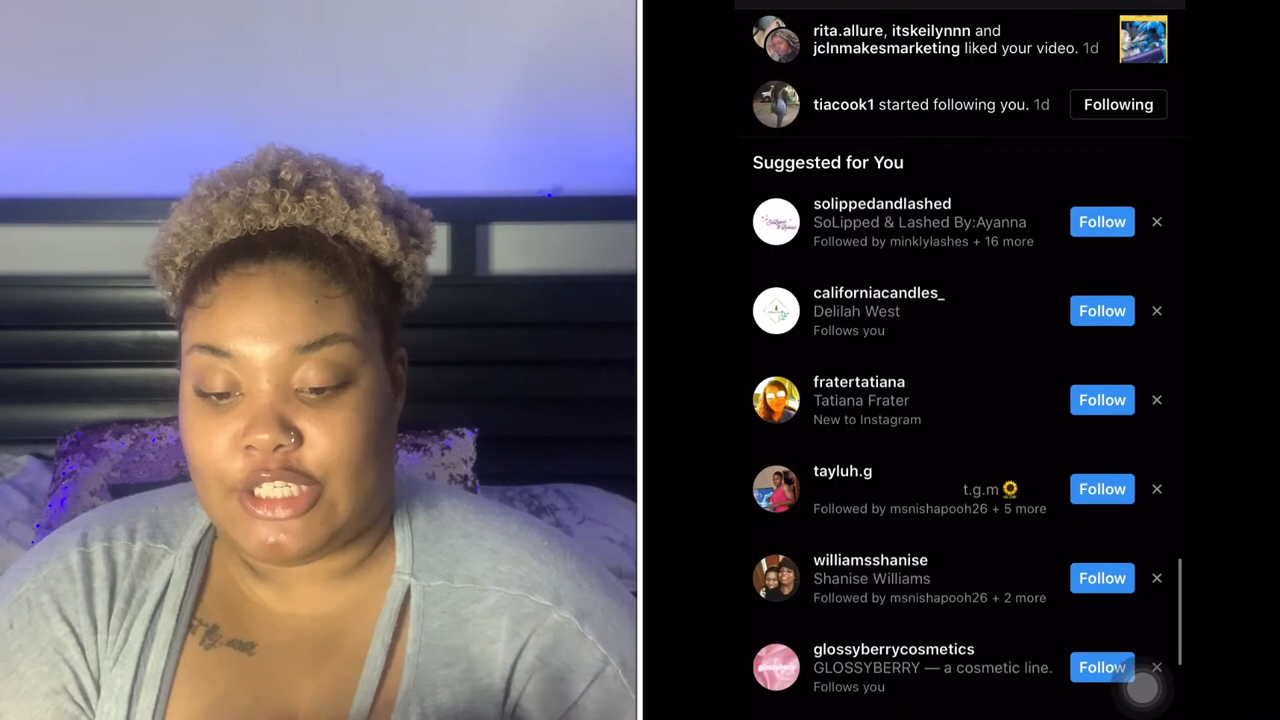 rita.allure, itskeilynnn and
jclnmakesmarketing liked your video. 1d
tiacook1 started following you. 1d
Following
Suggested for You
solippedandlashed
SoLipped & Lashed By:Ayanna
Followed by minklylashes + 16 more
Follow
californiacandles_
Delilah West
Follows you
Follow
fratertatiana
Tatiana Frater
New to Instagram
Follow
tayluh.g
t.g.m🌻
Followed by msnishapooh26 + 5 more
Follow
williamsshanise
Shanise Williams
Followed by msnishapooh26 + 2 more
Follow
glossyberrycosmetics
GLOSSYBERRY — a cosmetic line.
Follows you
Follow